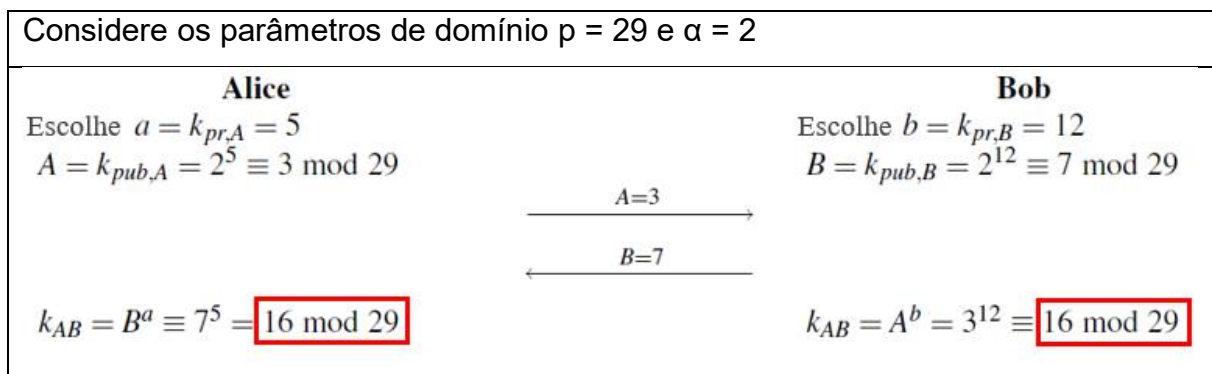 Considere os parâmetros de domínio p = 29 e α = 2
Alice
Bob
Escolhe a = k_{pr,A} = 5
Escolhe b = k_{pr,B} = 12
A = k_{pub,A} = 2^5 ≡ 3 mod 29
B = k_{pub,B} = 2^{12} ≡ 7 mod 29
A=3
B=7
k_{AB} = B^a ≡ 7^5 = 16 mod 29
k_{AB} = A^b = 3^{12} ≡ 16 mod 29